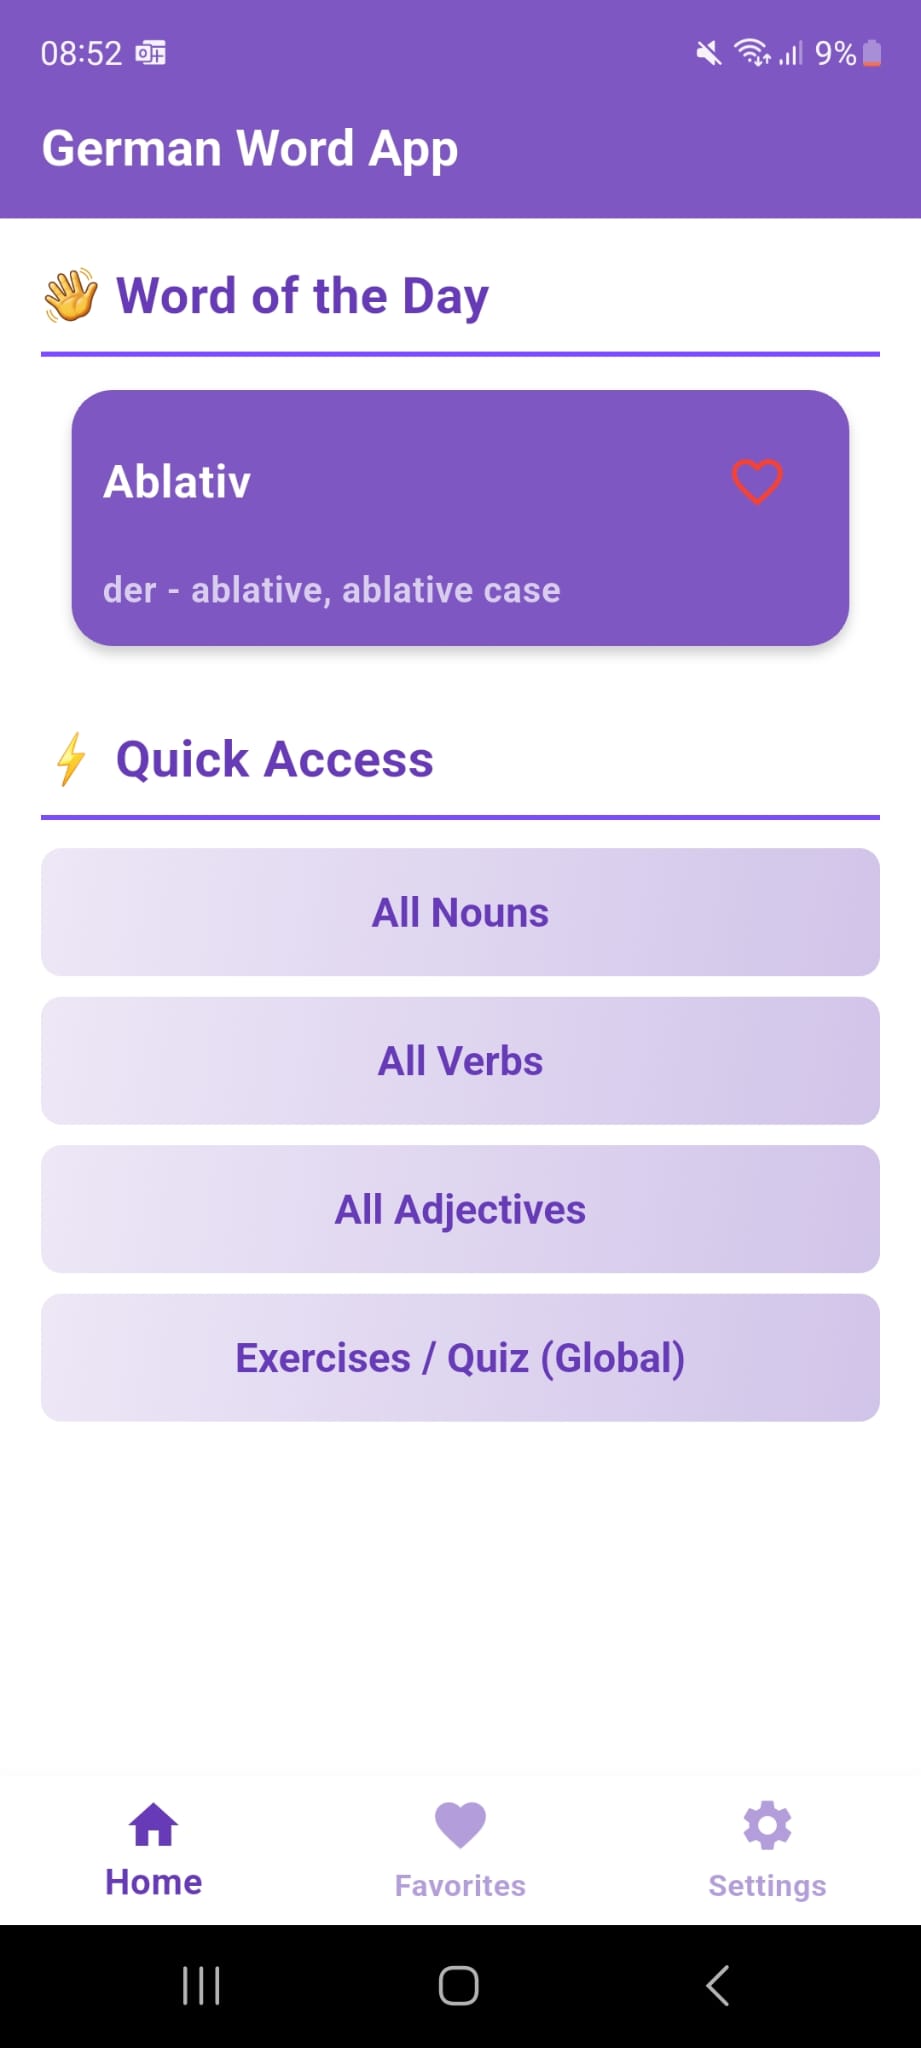 08:52 9%
German Word App
👋 Word of the Day
Ablativ
der - ablative, ablative case
⚡ Quick Access
All Nouns
All Verbs
All Adjectives
Exercises / Quiz (Global)
Home Favorites Settings